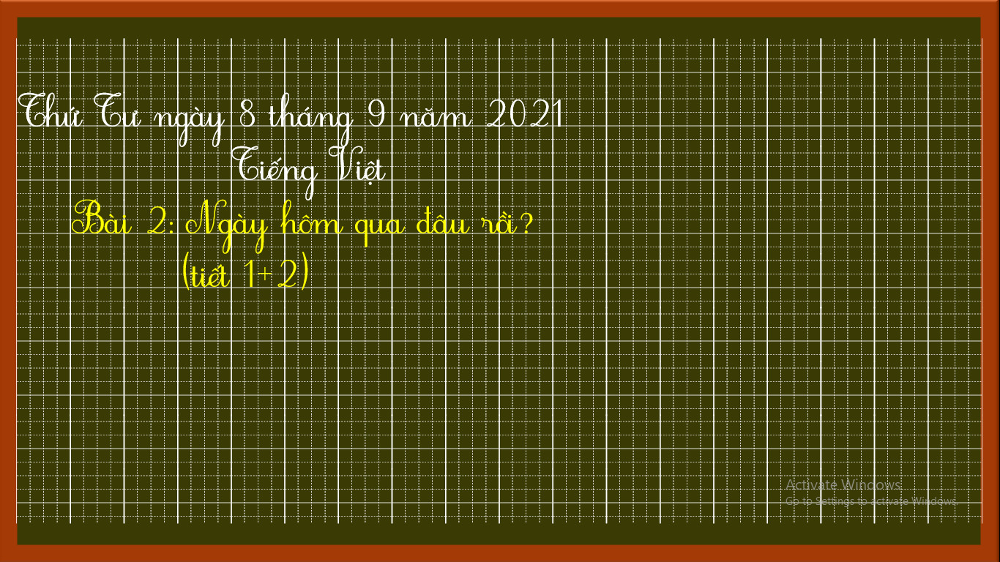 Thứ Tư ngày 8 tháng 9 năm 2021
Tiếng Việt
Bài 2: Ngày hôm qua đâu rồi?
(tiết 1+2)
Activate Windows
Go to Settings to activate Windows.